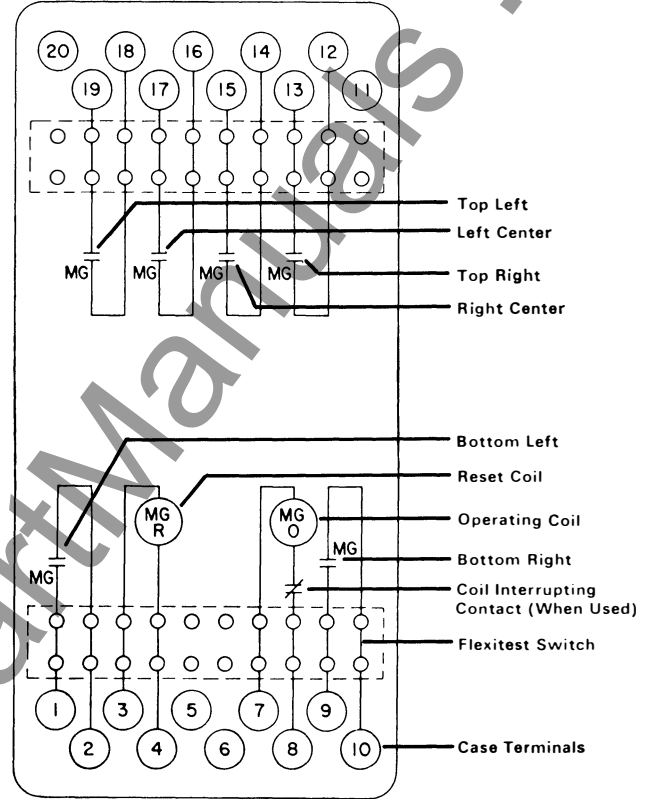 20 18 16 14 12
19 17 15 13 11
Top Left
Left Center
MG MG MG MG
Top Right
Right Center
Bottom Left
Reset Coil
MG
R
MG
O
Operating Coil
MG
Bottom Right
MG
Coil Interrupting
Contact (When Used)
Flexitest Switch
1 3 5 7 9
2 4 6 8 10
Case Terminals
artManuals